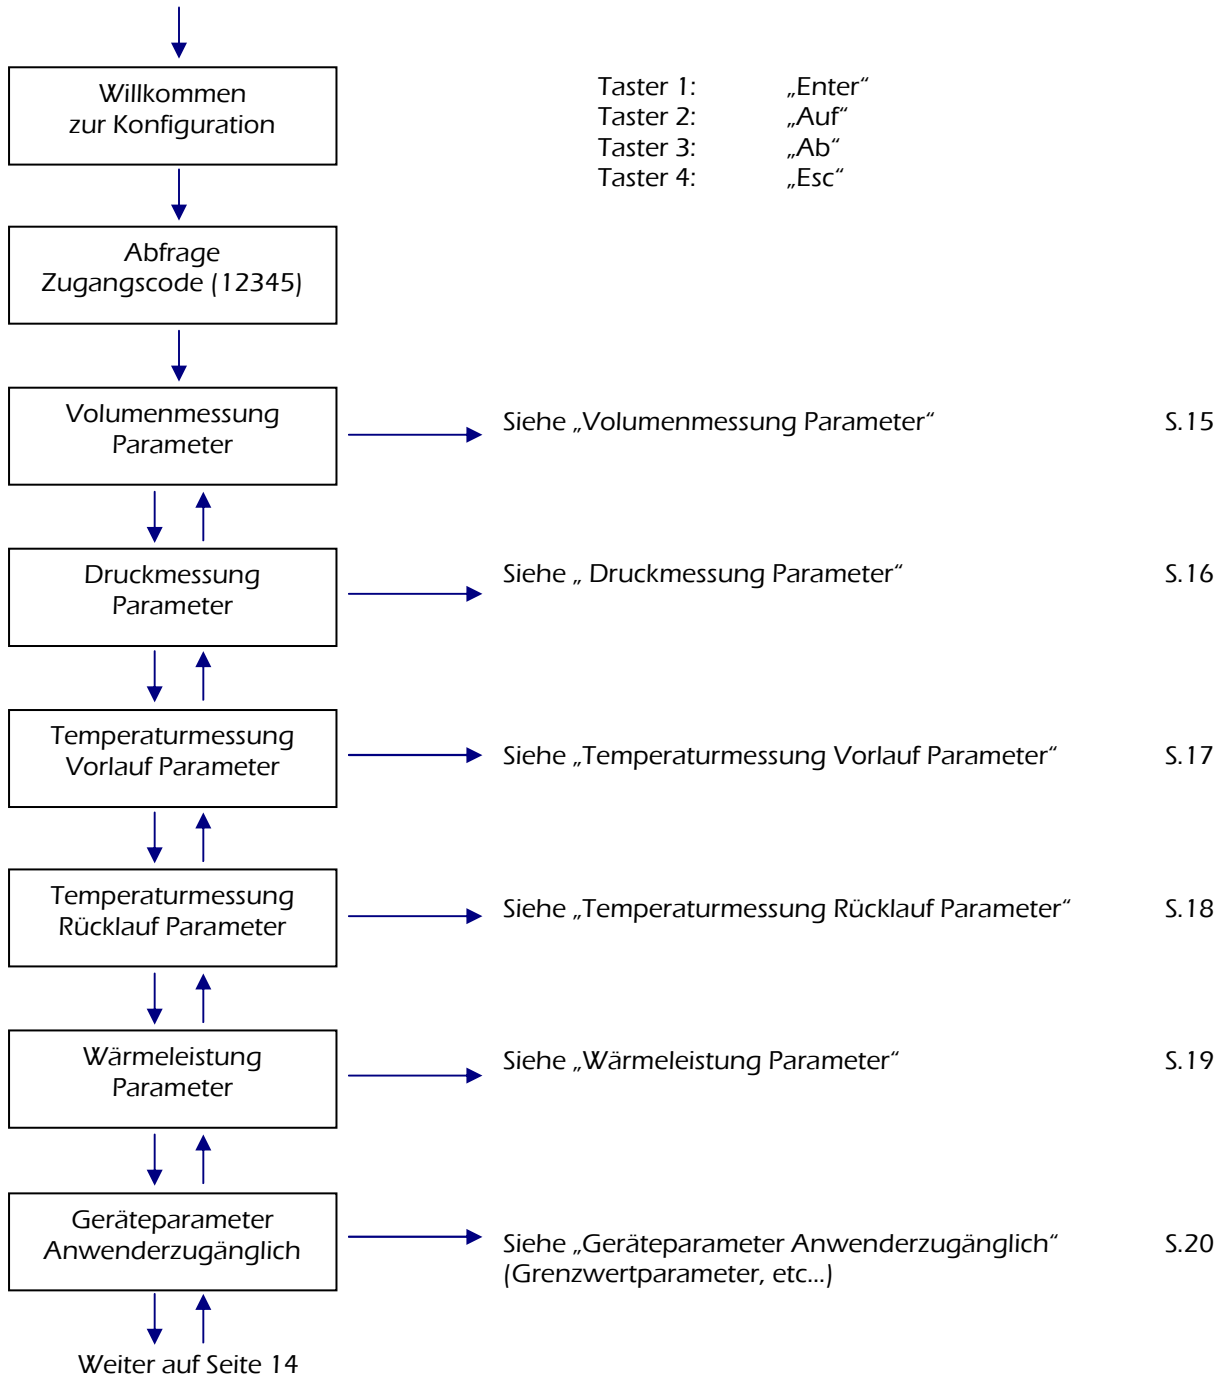 Willkommen
zur Konfiguration
Taster 1: „Enter“
Taster 2: „Auf“
Taster 3: „Ab“
Taster 4: „Esc“
Abfrage
Zugangscode (12345)
Volumenmessung
Parameter
Siehe „Volumenmessung Parameter“ S.15
Druckmessung
Parameter
Siehe „ Druckmessung Parameter“ S.16
Temperaturmessung
Vorlauf Parameter
Siehe „Temperaturmessung Vorlauf Parameter“ S.17
Temperaturmessung
Rücklauf Parameter
Siehe „Temperaturmessung Rücklauf Parameter“ S.18
Wärmeleistung
Parameter
Siehe „Wärmeleistung Parameter“ S.19
Geräteparameter
Anwenderzugänglich
Siehe „Geräteparameter Anwenderzugänglich“ S.20
(Grenzwertparameter, etc...)
Weiter auf Seite 14